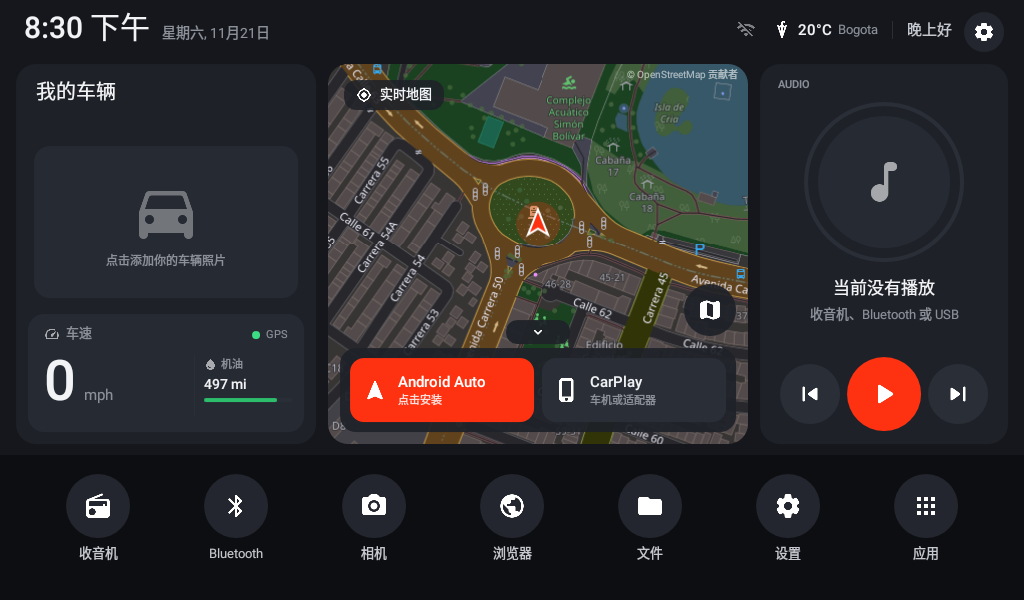 8:30 下午
星期六, 11月21日
20°C Bogota
晚上好
我的车辆
点击添加你的车辆照片
车速
GPS
0 mph
机油
497 mi
实时地图
© OpenStreetMap 贡献者
Complejo
Acuático
Simón
Bolívar
Isla de
Cría
Cabaña
17
Cabaña
18
Carrera 55
Calle 61
Carrera 54A
Carrera 54
Carrera 53
Carrera 50
Carrera 45
46-28
45-21
Calle 62
Avenida Ca
P
Edificio
Calle 60
Android Auto
点击安装
CarPlay
车机或适配器
AUDIO
当前没有播放
收音机、Bluetooth 或 USB
收音机
Bluetooth
相机
浏览器
文件
设置
应用